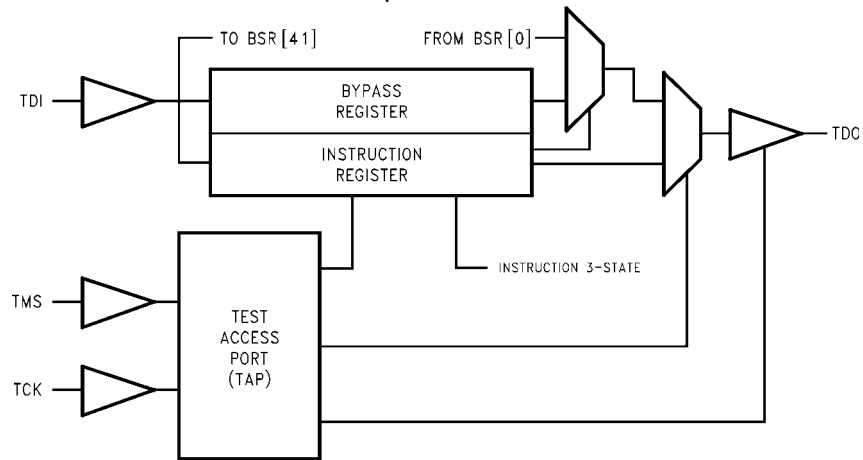 TO BSR[41]
FROM BSR[0]
TDI
BYPASS
REGISTER
TDO
INSTRUCTION
REGISTER
INSTRUCTION 3-STATE
TMS
TEST
ACCESS
PORT
(TAP)
TCK